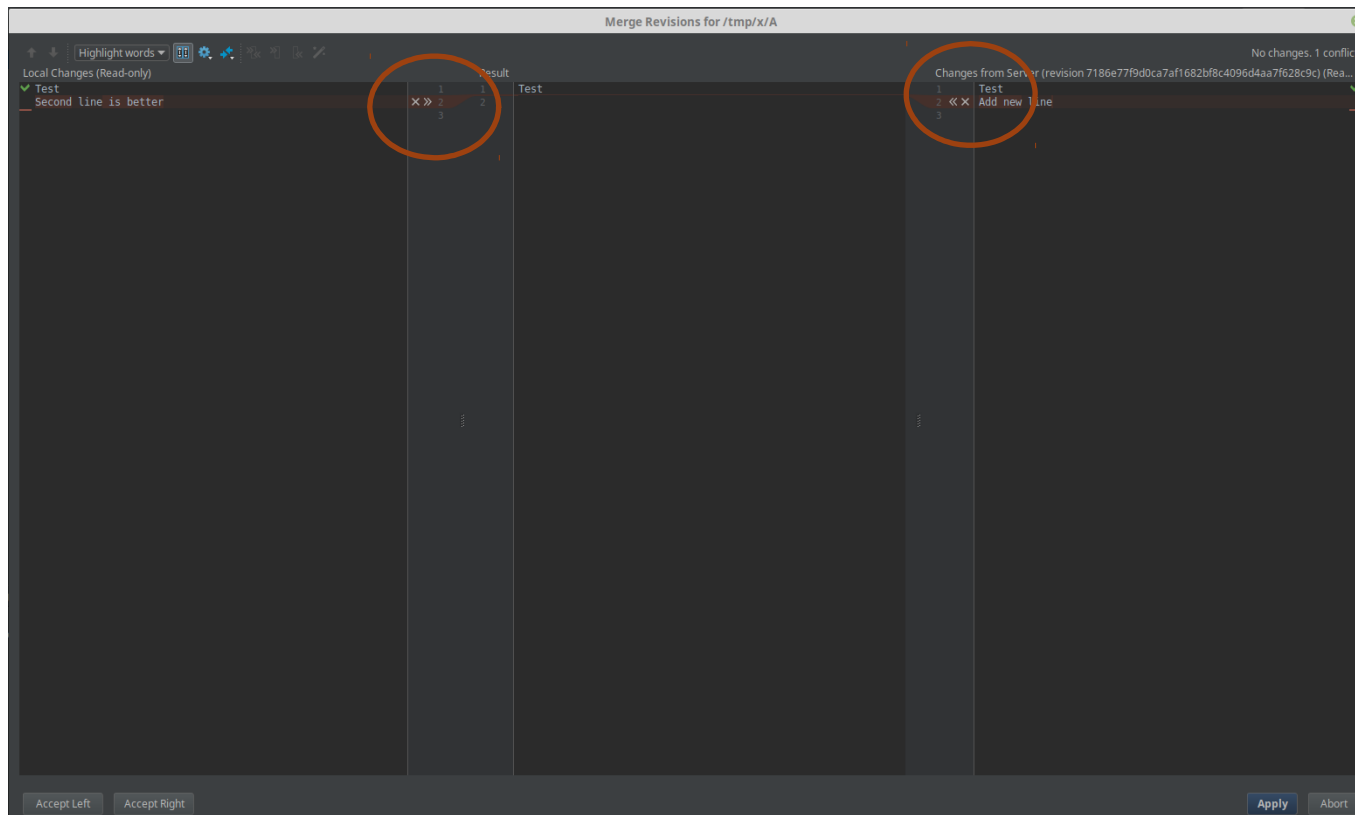 Merge Revisions for /tmp/x/A
Highlight words
No changes. 1 conflic
Local Changes (Read-only)
Result
Changes from Server (revision 7186e77f9d0ca7af1682bf8c4096d4aa7f628c9c) (Rea...
Test 1 1 Test 1 Test
Second line is better 2 2 2 Add new line
3 3
Accept Left Accept Right Apply Abort